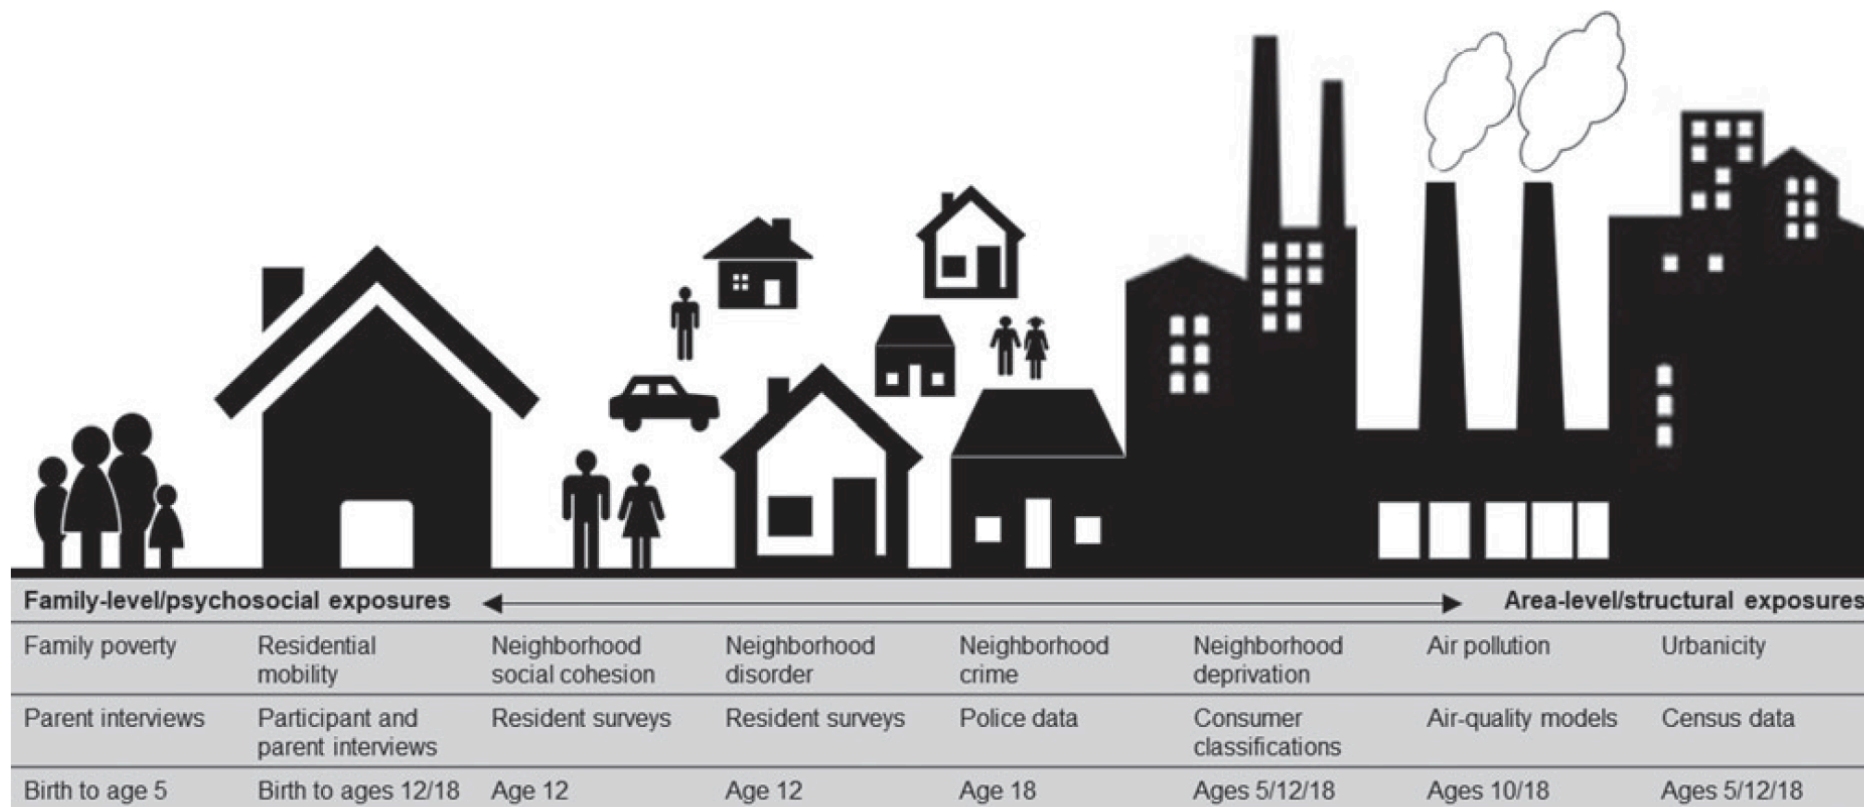 Family-level/psychosocial exposures Area-level/structural exposures
Family poverty
Residential
mobility
Neighborhood
social cohesion
Neighborhood
disorder
Neighborhood
crime
Neighborhood
deprivation
Air pollution
Urbanicity
Parent interviews
Participant and
parent interviews
Resident surveys
Resident surveys
Police data
Consumer
classifications
Air-quality models
Census data
Birth to age 5
Birth to ages 12/18
Age 12
Age 12
Age 18
Ages 5/12/18
Ages 10/18
Ages 5/12/18